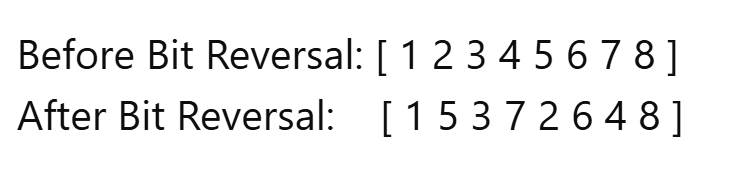 Before Bit Reversal: [ 1 2 3 4 5 6 7 8 ]
After Bit Reversal: [ 1 5 3 7 2 6 4 8 ]